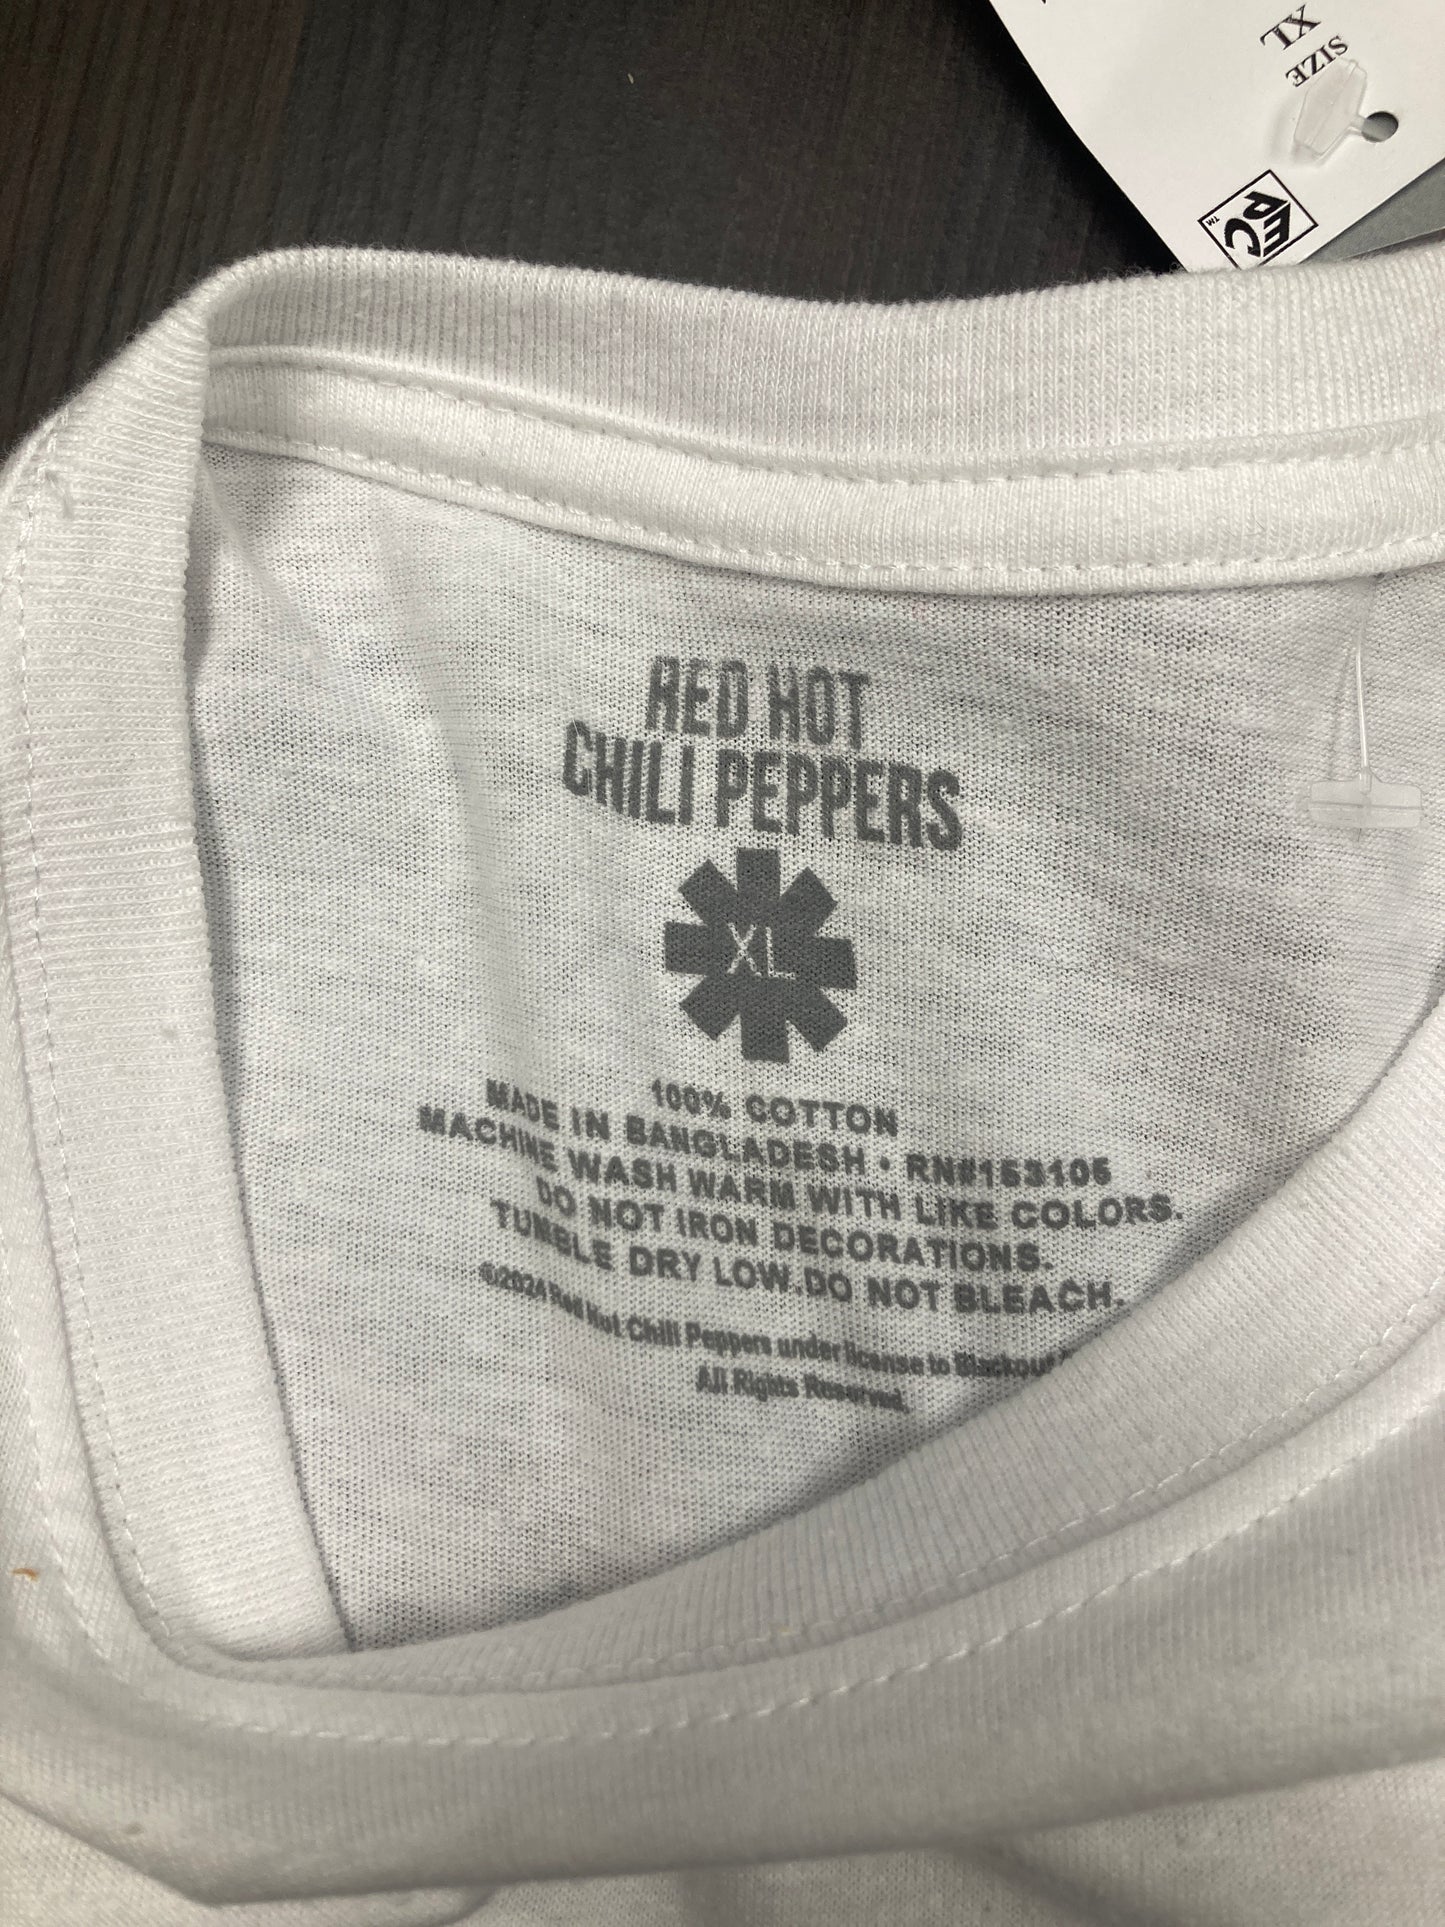 SIZE
XL
EPC
TM
RED HOT
CHILI PEPPERS
XL
100% COTTON
MADE IN BANGLADESH • RN#153105
MACHINE WASH WARM WITH LIKE COLORS.
DO NOT IRON DECORATIONS.
TUMBLE DRY LOW.DO NOT BLEACH.
©/2024 Red Hot Chili Peppers under license to Blackout
All Rights Reserved.